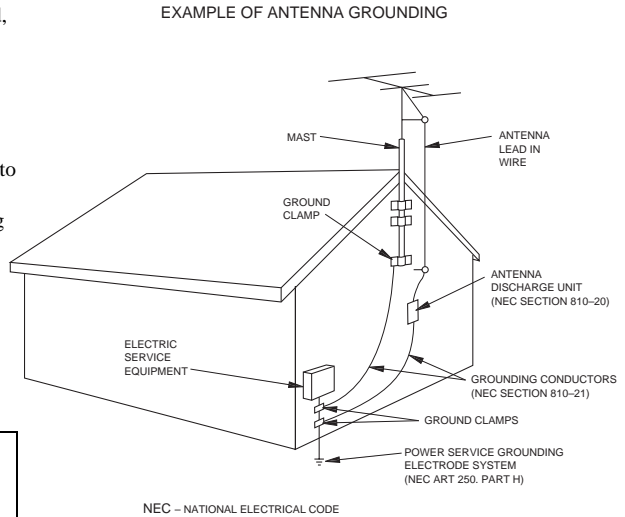 l,
EXAMPLE OF ANTENNA GROUNDING
to
g
MAST
ANTENNA
LEAD IN
WIRE
GROUND
CLAMP
ANTENNA
DISCHARGE UNIT
(NEC SECTION 810–20)
ELECTRIC
SERVICE
EQUIPMENT
GROUNDING CONDUCTORS
(NEC SECTION 810–21)
GROUND CLAMPS
POWER SERVICE GROUNDING
ELECTRODE SYSTEM
(NEC ART 250. PART H)
NEC – NATIONAL ELECTRICAL CODE